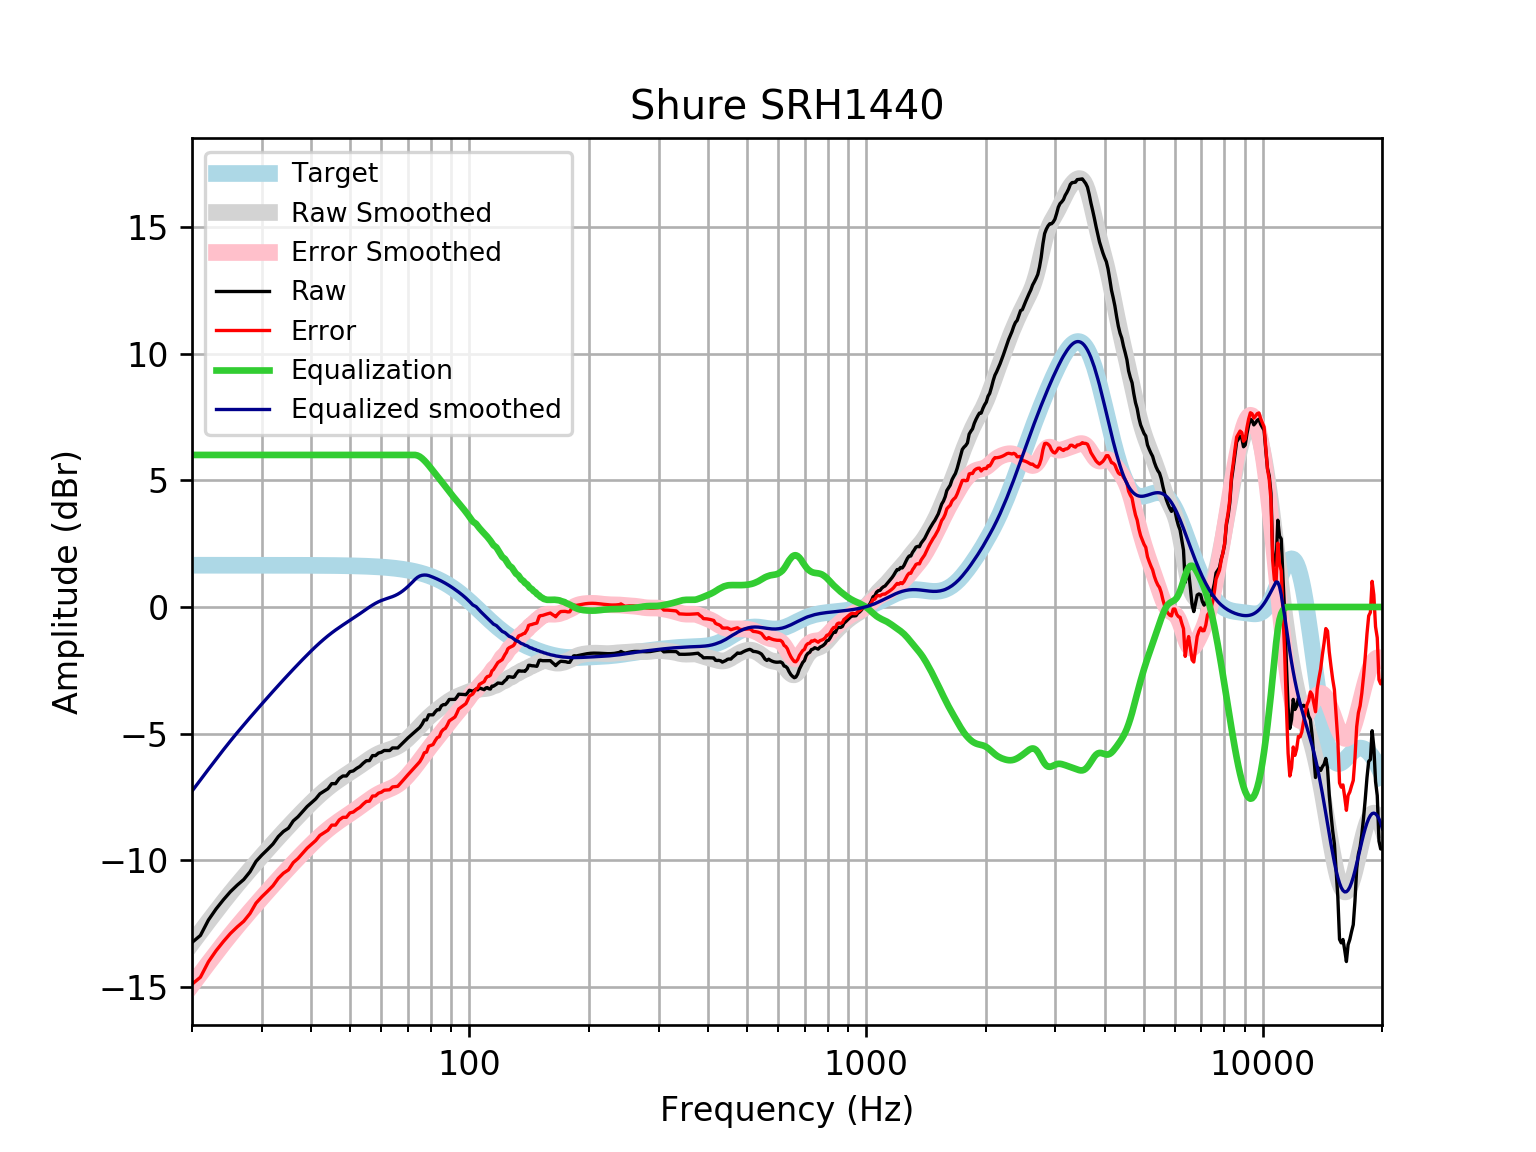 Shure SRH1440
Target
Raw Smoothed
Error Smoothed
Raw
Error
Equalization
Equalized smoothed
15
10
5
0
−5
−10
−15
Amplitude (dBr)
100
1000
10000
Frequency (Hz)